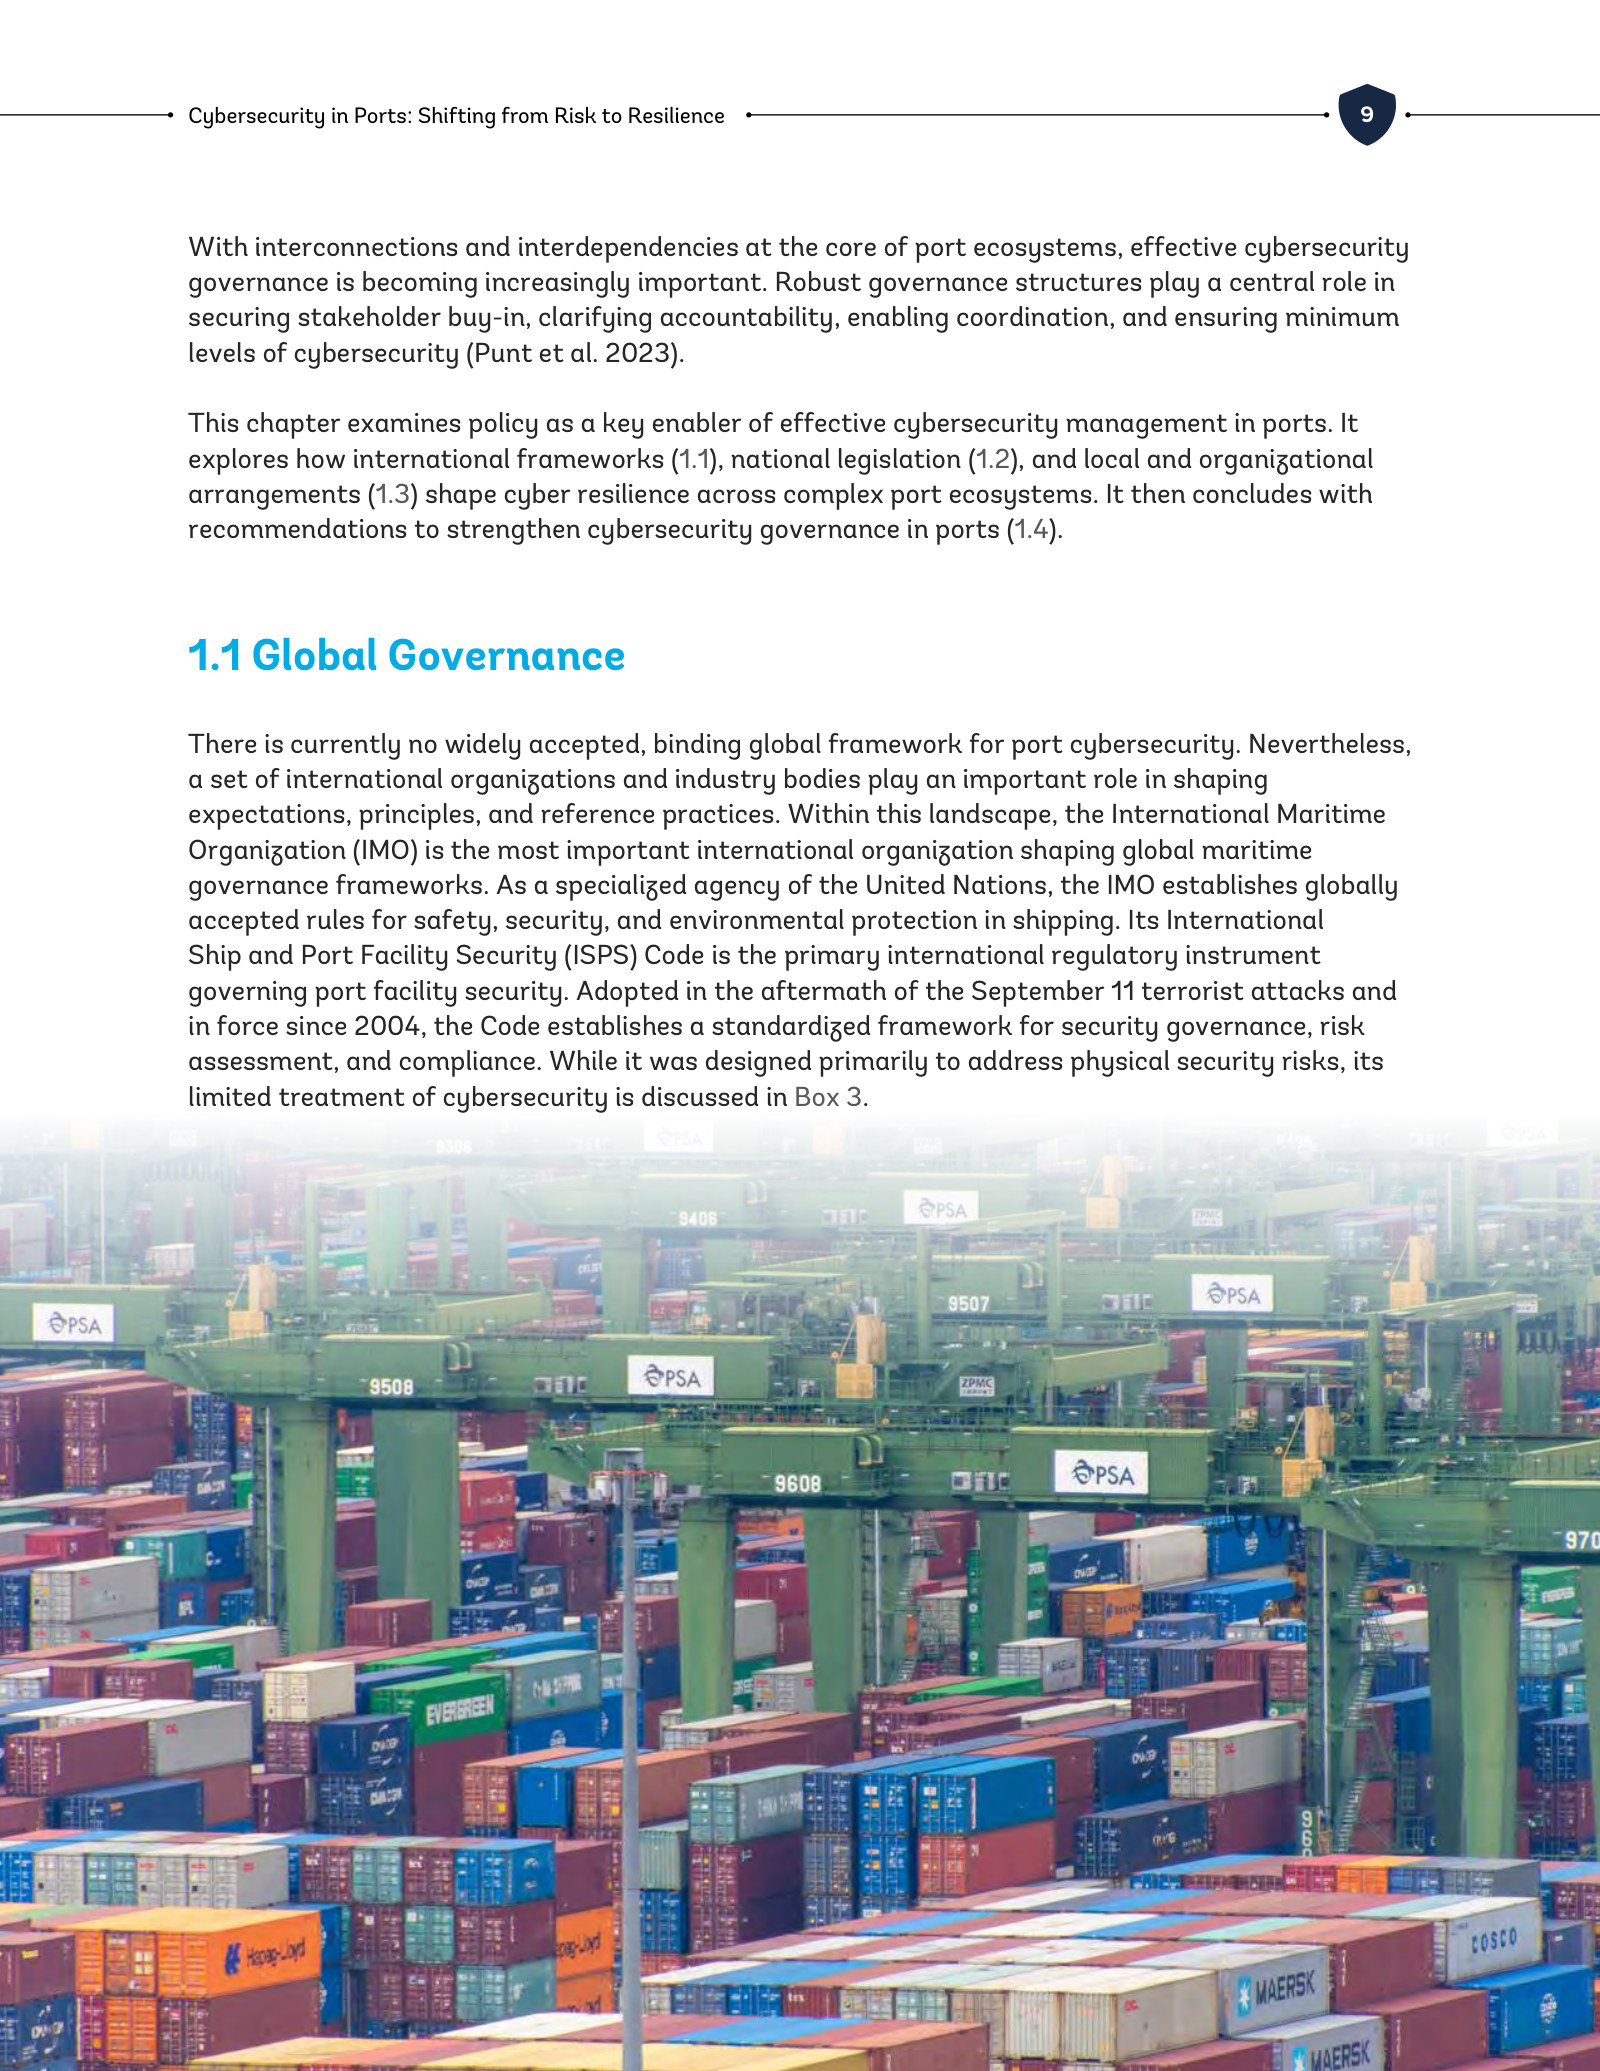 Cybersecurity in Ports: Shifting from Risk to Resilience
9
With interconnections and interdependencies at the core of port ecosystems, effective cybersecurity
governance is becoming increasingly important. Robust governance structures play a central role in
securing stakeholder buy-in, clarifying accountability, enabling coordination, and ensuring minimum
levels of cybersecurity (Punt et al. 2023).
This chapter examines policy as a key enabler of effective cybersecurity management in ports. It
explores how international frameworks (1.1), national legislation (1.2), and local and organizational
arrangements (1.3) shape cyber resilience across complex port ecosystems. It then concludes with
recommendations to strengthen cybersecurity governance in ports (1.4).
1.1 Global Governance
There is currently no widely accepted, binding global framework for port cybersecurity. Nevertheless,
a set of international organizations and industry bodies play an important role in shaping
expectations, principles, and reference practices. Within this landscape, the International Maritime
Organization (IMO) is the most important international organization shaping global maritime
governance frameworks. As a specialized agency of the United Nations, the IMO establishes globally
accepted rules for safety, security, and environmental protection in shipping. Its International
Ship and Port Facility Security (ISPS) Code is the primary international regulatory instrument
governing port facility security. Adopted in the aftermath of the September 11 terrorist attacks and
in force since 2004, the Code establishes a standardized framework for security governance, risk
assessment, and compliance. While it was designed primarily to address physical security risks, its
limited treatment of cybersecurity is discussed in Box 3.
PSA
PSA
9406
PSA
ZPMC
PSA
9507
PSA
9508
PSA
ZPMC
9608
PSA
970
EVERGREEN
CHINA SHIPPING
Hapag-Lloyd
COSCO
MAERSK
MAERSK